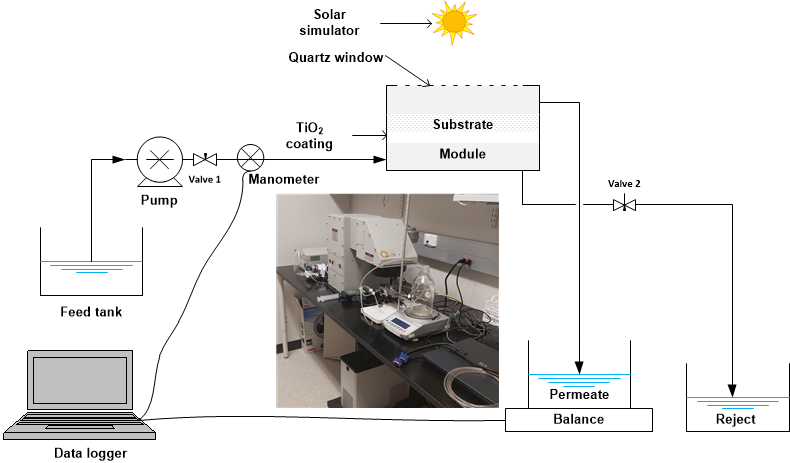 Solar
simulator
Quartz window
TiO2
coating
Substrate
Module
Valve 1
Manometer
Pump
Valve 2
Feed tank
Permeate
Balance
Reject
Data logger